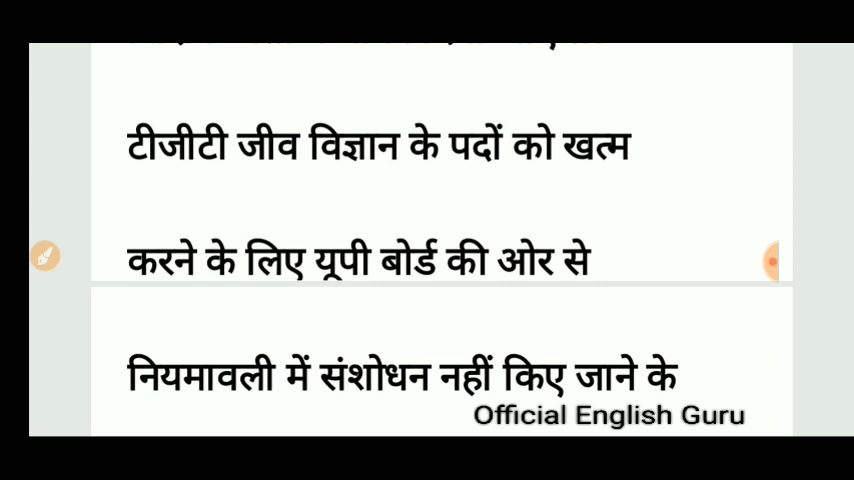 टीजीटी जीव विज्ञान के पदों को खत्म
करने के लिए यूपी बोर्ड की ओर से
नियमावली में संशोधन नहीं किए जाने के
Official English Guru